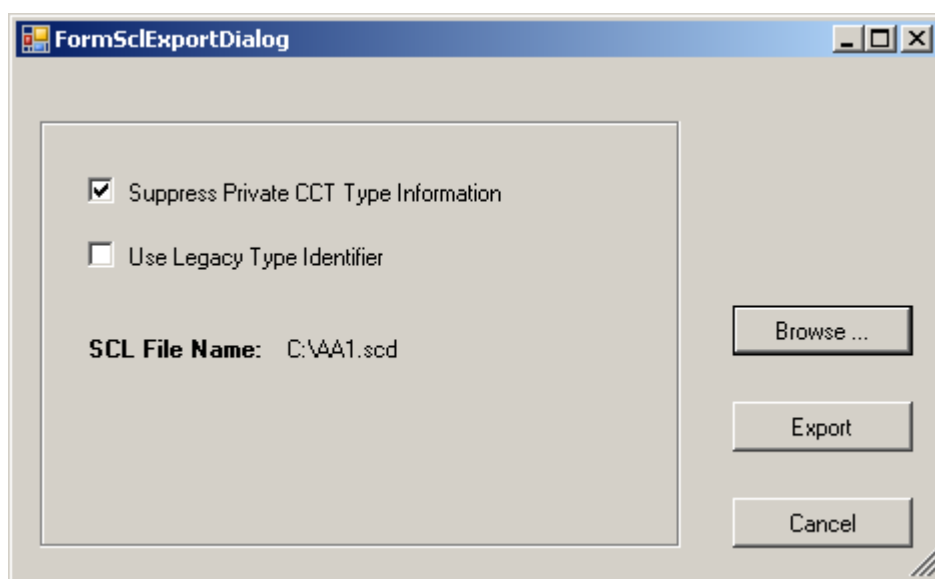 FormSclExportDialog
Suppress Private CCT Type Information
Use Legacy Type Identifier
SCL File Name: C:\AA1.scd
Browse ...
Export
Cancel